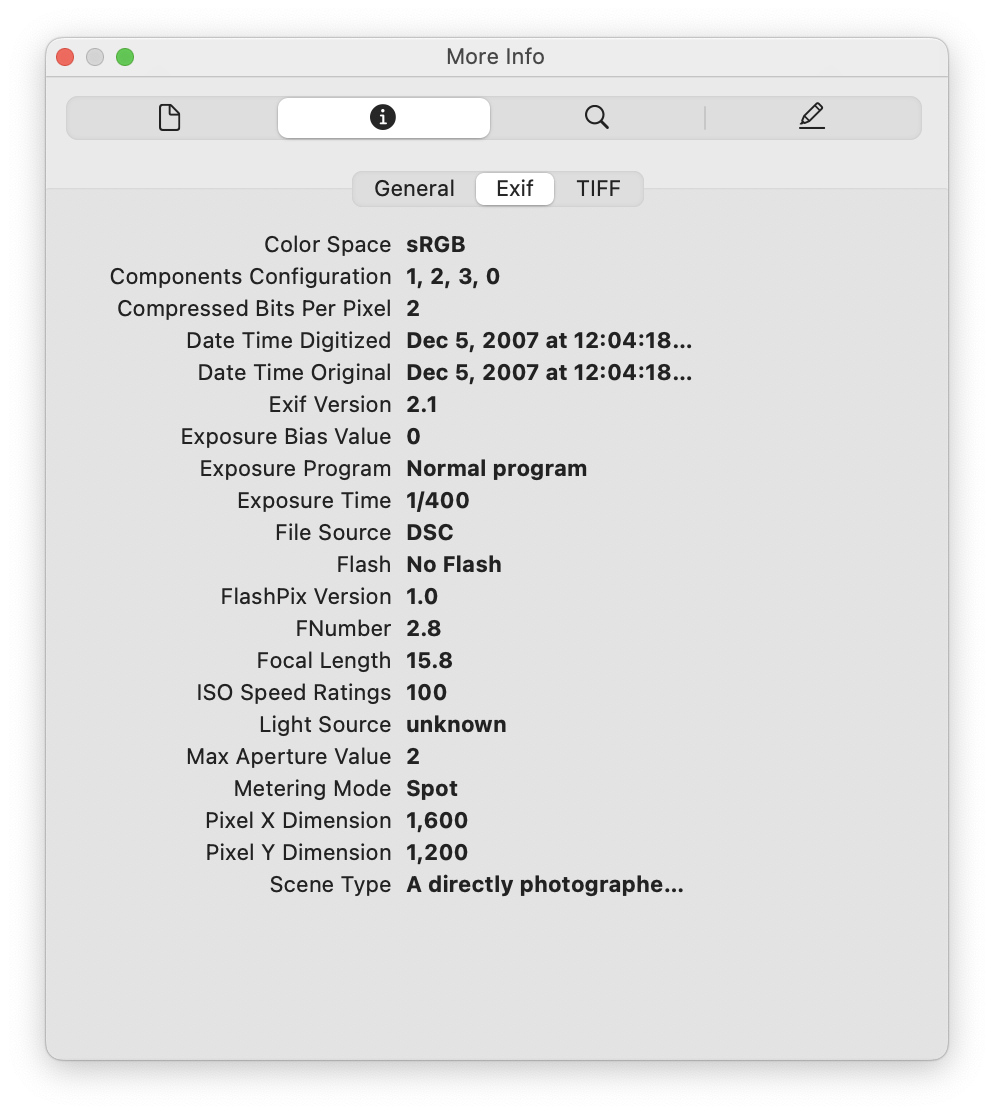 More Info
General Exif TIFF
Color Space sRGB
Components Configuration 1, 2, 3, 0
Compressed Bits Per Pixel 2
Date Time Digitized Dec 5, 2007 at 12:04:18...
Date Time Original Dec 5, 2007 at 12:04:18...
Exif Version 2.1
Exposure Bias Value 0
Exposure Program Normal program
Exposure Time 1/400
File Source DSC
Flash No Flash
FlashPix Version 1.0
FNumber 2.8
Focal Length 15.8
ISO Speed Ratings 100
Light Source unknown
Max Aperture Value 2
Metering Mode Spot
Pixel X Dimension 1,600
Pixel Y Dimension 1,200
Scene Type A directly photographe...